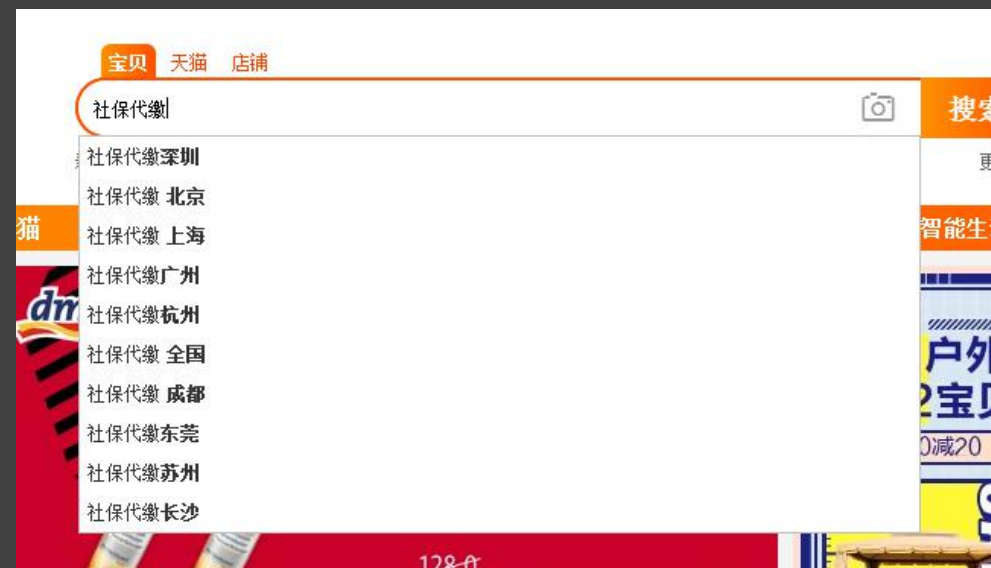 宝贝 天猫 店铺
社保代缴
搜索
社保代缴深圳
社保代缴 北京
社保代缴 上海
社保代缴广州
社保代缴杭州
社保代缴 全国
社保代缴 成都
社保代缴东莞
社保代缴苏州
社保代缴长沙
更
猫
智能生
dm
户外
2宝贝
0减20
128